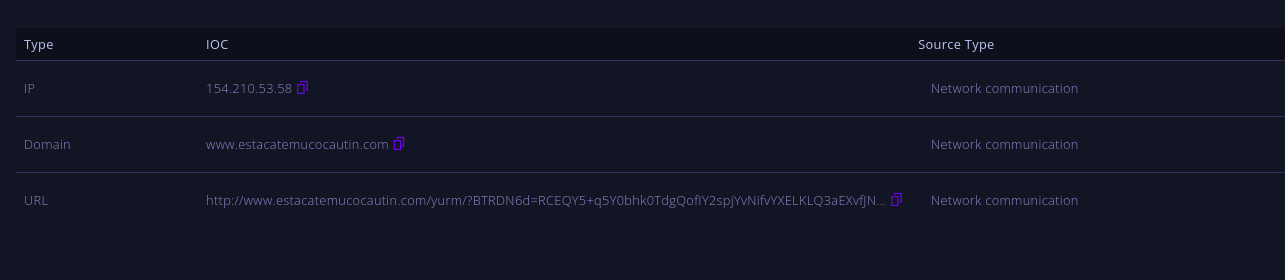 Type IOC Source Type
IP 154.210.53.58 Network communication
Domain www.estacatemucocautin.com Network communication
URL http://www.estacatemucocautin.com/yurm/?BTRDN6d=RCEQY5+q5Y0bhk0TdgQoflY2spjYvNifvYXELKLQ3aEXvfJN... Network communication